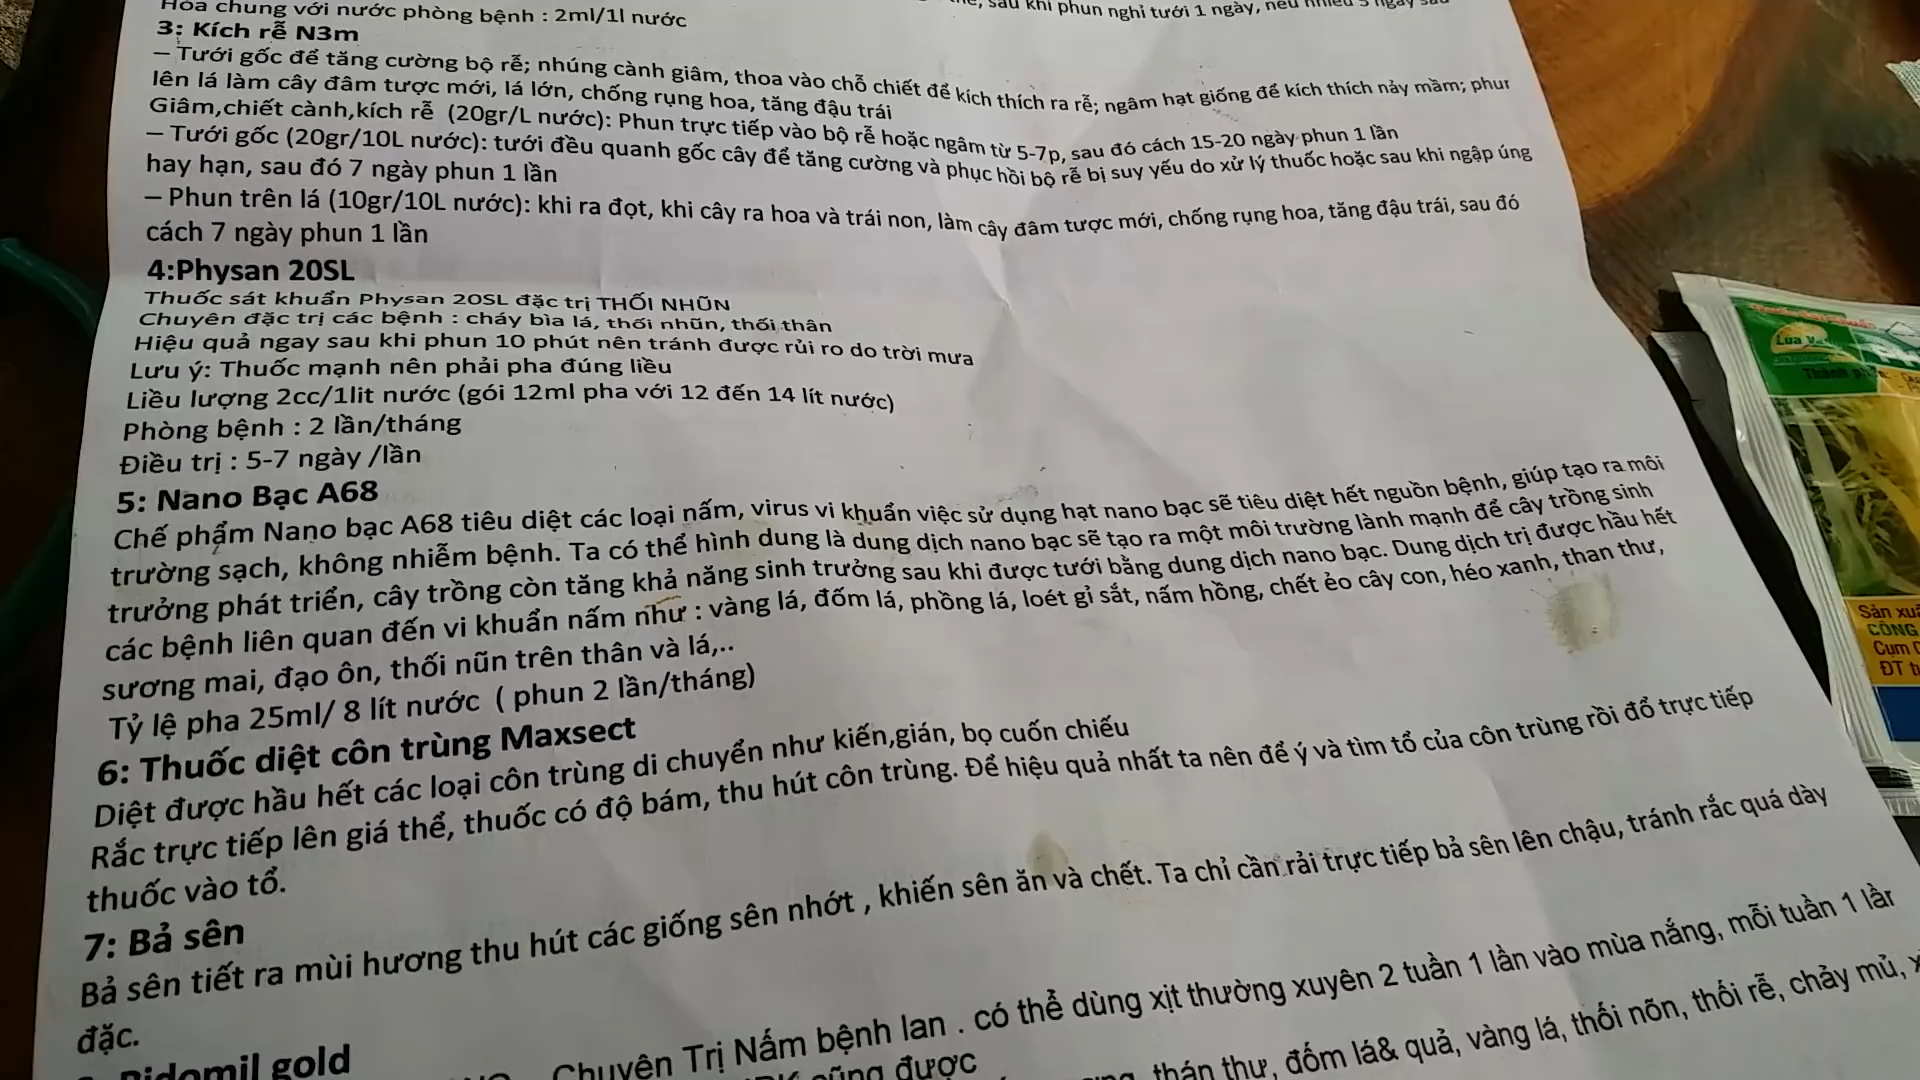 Hòa chung với nước phòng bệnh : 2ml/1l nước
sau khi phun nghỉ tưới 1 ngày, nếu nhiều 5 ngày sau
3: Kích rễ N3m
– Tưới gốc để tăng cường bộ rễ; nhúng cành giâm, thoa vào chỗ chiết để kích thích ra rễ; ngâm hạt giống để kích thích nảy mầm; phun
lên lá làm cây đâm tược mới, lá lớn, chống rụng hoa, tăng đậu trái
Giâm,chiết cành,kích rễ (20gr/L nước): Phun trực tiếp vào bộ rễ hoặc ngâm từ 5-7p, sau đó cách 15-20 ngày phun 1 lần
– Tưới gốc (20gr/10L nước): tưới đều quanh gốc cây để tăng cường và phục hồi bộ rễ bị suy yếu do xử lý thuốc hoặc sau khi ngập úng
hay hạn, sau đó 7 ngày phun 1 lần
– Phun trên lá (10gr/10L nước): khi ra đọt, khi cây ra hoa và trái non, làm cây đâm tược mới, chống rụng hoa, tăng đậu trái, sau đó
cách 7 ngày phun 1 lần
4:Physan 20SL
Thuốc sát khuẩn Physan 20SL đặc trị THỐI NHŨN
Chuyên đặc trị các bệnh : cháy bìa lá, thối nhũn, thối thân
Hiệu quả ngay sau khi phun 10 phút nên tránh được rủi ro do trời mưa
Lưu ý: Thuốc mạnh nên phải pha đúng liều
Liều lượng 2cc/1lit nước (gói 12ml pha với 12 đến 14 lít nước)
Phòng bệnh : 2 lần/tháng
Điều trị : 5-7 ngày /lần
5: Nano Bạc A68
Chế phẩm Nano bạc A68 tiêu diệt các loại nấm, virus vi khuẩn việc sử dụng hạt nano bạc sẽ tiêu diệt hết nguồn bệnh, giúp tạo ra môi
trường sạch, không nhiễm bệnh. Ta có thể hình dung là dung dịch nano bạc sẽ tạo ra một môi trường lành mạnh để cây trồng sinh
trưởng phát triển, cây trồng còn tăng khả năng sinh trưởng sau khi được tưới bằng dung dịch nano bạc. Dung dịch trị được hầu hết
các bệnh liên quan đến vi khuẩn nấm như : vàng lá, đốm lá, phồng lá, loét gỉ sắt, nấm hồng, chết ẻo cây con, héo xanh, than thư,
sương mai, đạo ôn, thối nũn trên thân và lá,..
Tỷ lệ pha 25ml/ 8 lít nước ( phun 2 lần/tháng)
6: Thuốc diệt côn trùng Maxsect
Diệt được hầu hết các loại côn trùng di chuyển như kiến,gián, bọ cuốn chiếu
Rắc trực tiếp lên giá thể, thuốc có độ bám, thu hút côn trùng. Để hiệu quả nhất ta nên để ý và tìm tổ của côn trùng rồi đổ trực tiếp
thuốc vào tổ.
7: Bả sên
Bả sên tiết ra mùi hương thu hút các giống sên nhớt , khiến sên ăn và chết. Ta chỉ cần rải trực tiếp bả sên lên chậu, tránh rắc quá dày
đặc.
Ridomil gold
Chuyên Trị Nấm bệnh lan . có thể dùng xịt thường xuyên 2 tuần 1 lần vào mùa nắng, mỗi tuần 1 lần
cũng được
thán thư, đốm lá& quả, vàng lá, thối nõn, thối rễ, chảy mủ,
Lúa
Thành
Sản xuấ
CÔNG
Cụm C
ĐT